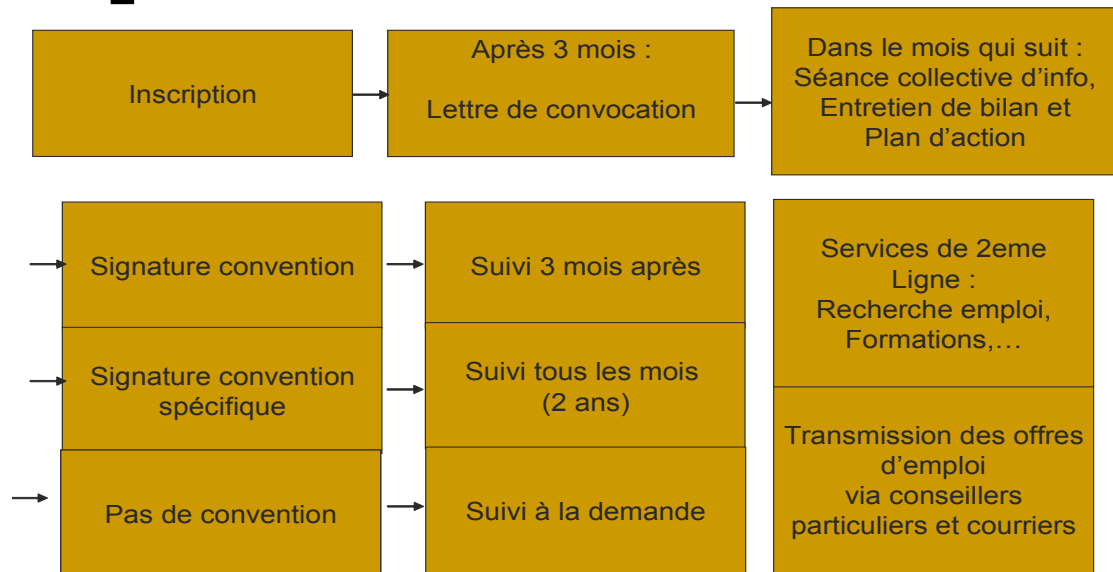 Inscription
Après 3 mois :
Lettre de convocation
Dans le mois qui suit :
Séance collective d'info,
Entretien de bilan et
Plan d'action
Signature convention
Suivi 3 mois après
Signature convention
spécifique
Suivi tous les mois
(2 ans)
Pas de convention
Suivi à la demande
Services de 2eme
Ligne :
Recherche emploi,
Formations,…
Transmission des offres
d'emploi
via conseillers
particuliers et courriers